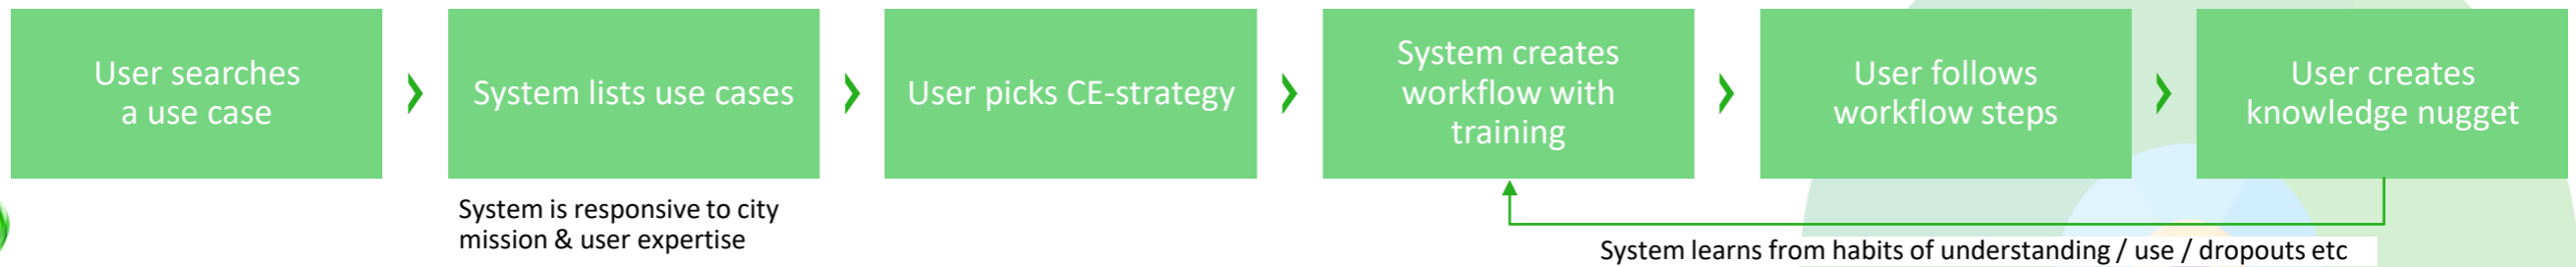 User searches
a use case
System lists use cases
User picks CE-strategy
System creates
workflow with
training
User follows
workflow steps
User creates
knowledge nugget
System is responsive to city
mission & user expertise
System learns from habits of understanding / use / dropouts etc